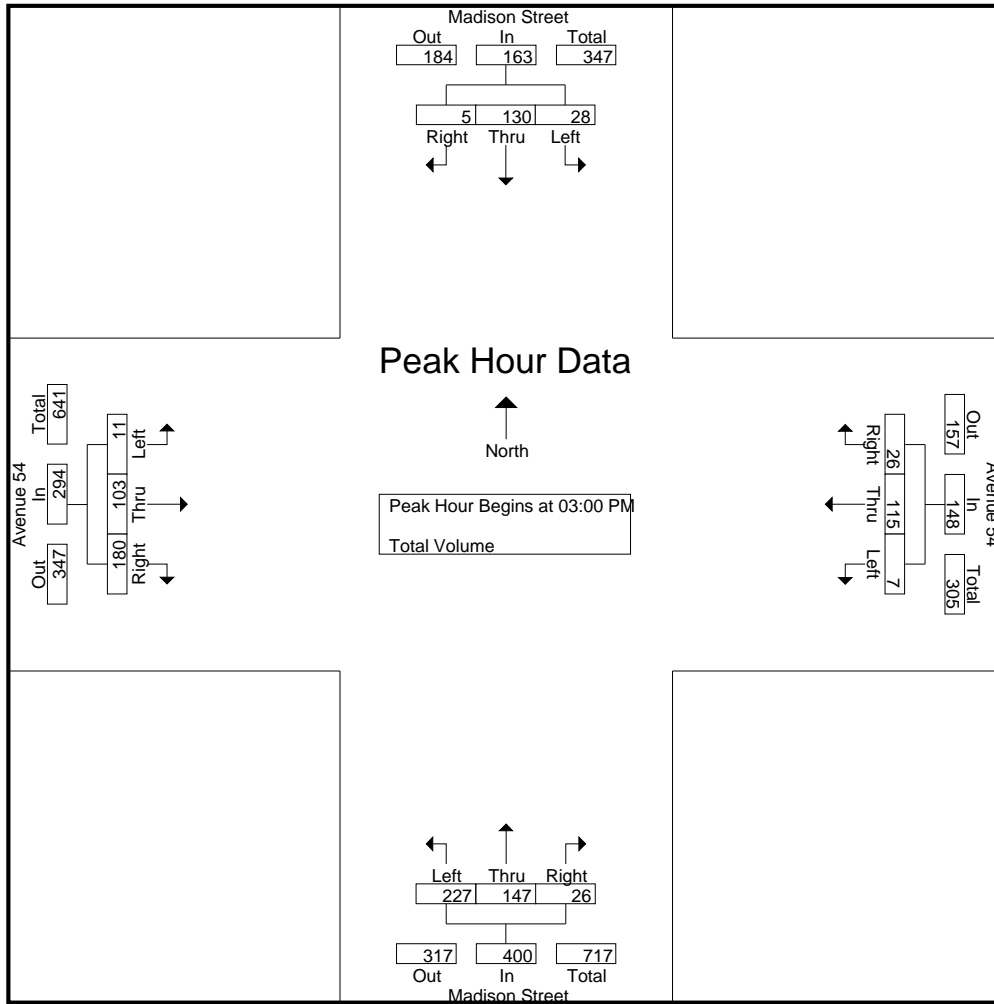 Madison Street
Out In Total
184 163 347
5 130 28
Right Thru Left
Peak Hour Data
North
Peak Hour Begins at 03:00 PM
Total Volume
Avenue 54
Out In Total
347 294 641
Right Thru Left
180 103 11
Avenue 54
Out In Total
157 148 305
26 115 7
Right Thru Left
Left Thru Right
227 147 26
317 400 717
Out In Total
Madison Street